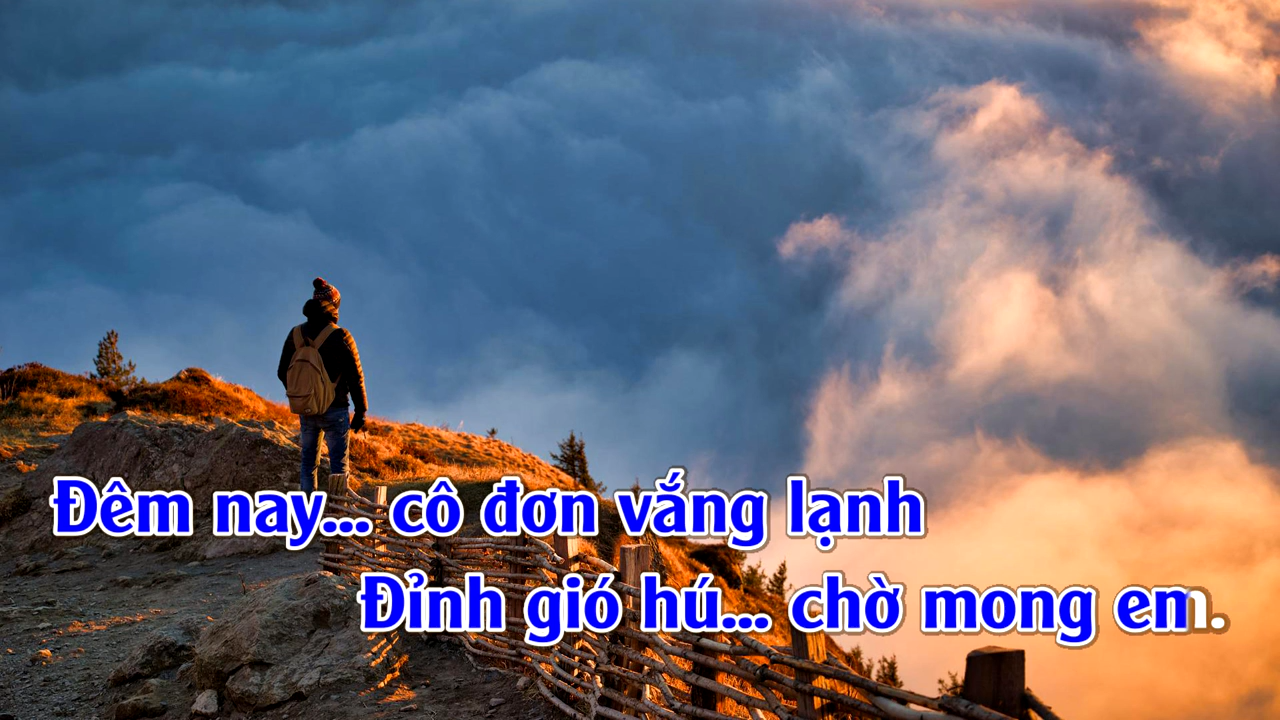 Đêm nay... cô đơn vắng lạnh
Đỉnh gió hú... chờ mong em.